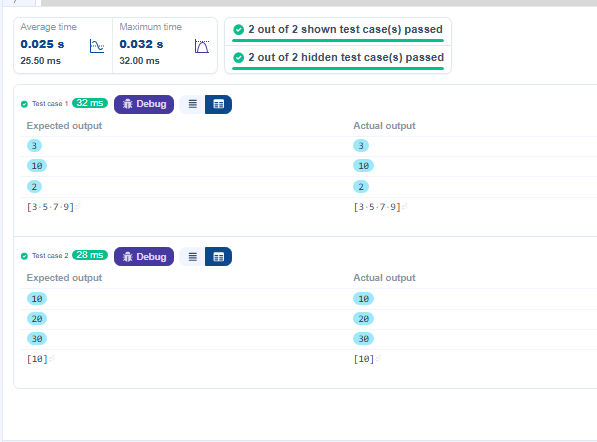 Average time
0.025 s
25.50 ms
Maximum time
0.032 s
32.00 ms
2 out of 2 shown test case(s) passed
2 out of 2 hidden test case(s) passed
Test case 1 32 ms Debug
Expected output Actual output
3 3
10 10
2 2
[3·5·7·9] [3·5·7·9]
Test case 2 28 ms Debug
Expected output Actual output
10 10
20 20
30 30
[10] [10]